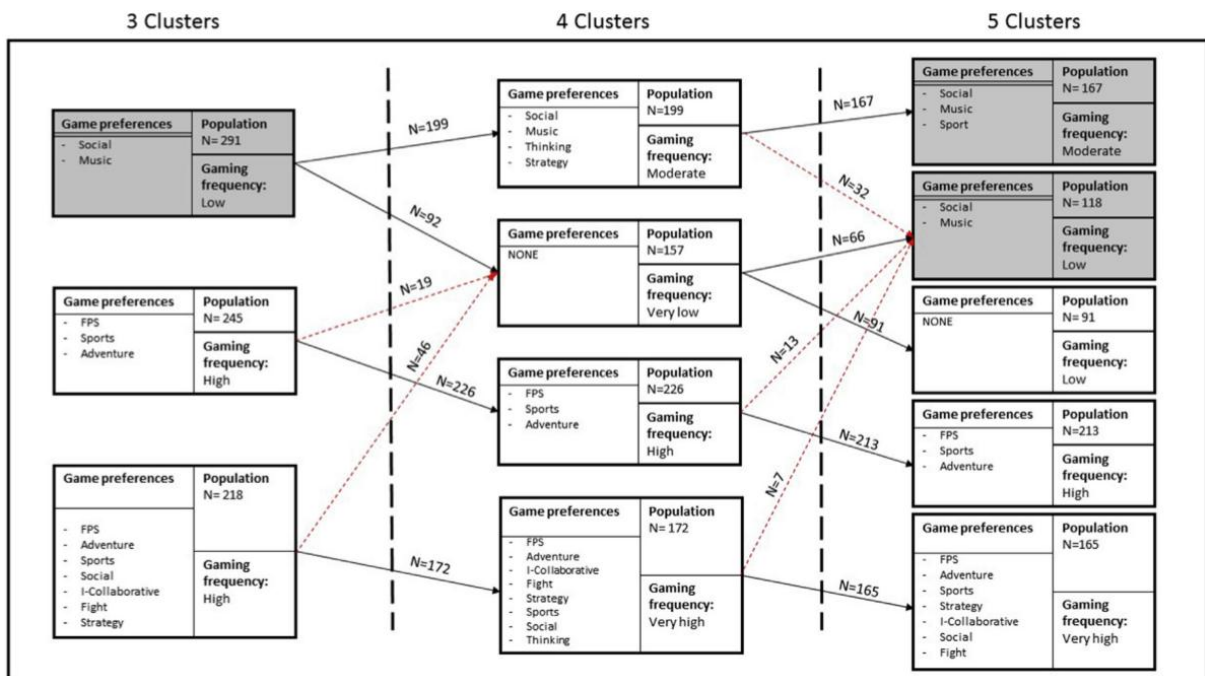 3 Clusters
4 Clusters
5 Clusters
Game preferences
- Social
- Music
Population
N= 291
Gaming
frequency:
Low
Game preferences
- FPS
- Sports
- Adventure
Population
N= 245
Gaming
frequency:
High
Game preferences
- FPS
- Adventure
- Sports
- Social
- I-Collaborative
- Fight
- Strategy
Population
N= 218
Gaming
frequency:
High
N=199
N=92
N=19
N=46
N=226
N=172
Game preferences
- Social
- Music
- Thinking
- Strategy
Population
N=199
Gaming
frequency:
Moderate
Game preferences
NONE
Population
N=157
Gaming
frequency:
Very low
Game preferences
- FPS
- Sports
- Adventure
Population
N=226
Gaming
frequency:
High
Game preferences
- FPS
- Adventure
- I-Collaborative
- Fight
- Strategy
- Sports
- Social
- Thinking
Population
N= 172
Gaming
frequency:
Very high
N=167
N=32
N=66
N=91
N=13
N=213
N=7
N=165
Game preferences
- Social
- Music
- Sport
Population
N= 167
Gaming
frequency:
Moderate
Game preferences
- Social
- Music
Population
N= 118
Gaming
frequency:
Low
Game preferences
NONE
Population
N= 91
Gaming
frequency:
Low
Game preferences
- FPS
- Sports
- Adventure
Population
N=213
Gaming
frequency:
High
Game preferences
- FPS
- Adventure
- Sports
- Strategy
- I-Collaborative
- Social
- Fight
Population
N=165
Gaming
frequency:
Very high